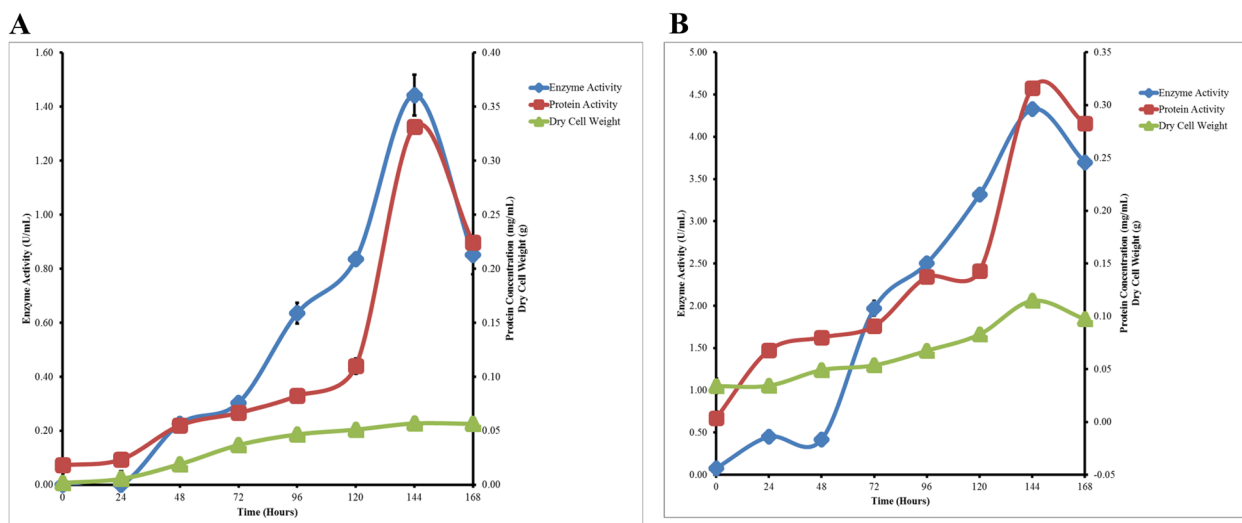 A
1.60
1.40
1.20
1.00
0.80
0.60
0.40
0.20
0.00
Enzyme Activity (U/mL)
0 24 48 72 96 120 144 168
Time (Hours)
0.40
0.35
0.30
0.25
0.20
0.15
0.10
0.05
0.00
Protein Concentration (mg/mL)
Dry Cell Weight (g)
Enzyme Activity
Protein Activity
Dry Cell Weight
B
5.00
4.50
4.00
3.50
3.00
2.50
2.00
1.50
1.00
0.50
0.00
Enzyme Activity (U/mL)
0 24 48 72 96 120 144 168
Time (Hours)
0.35
0.30
0.25
0.20
0.15
0.10
0.05
0.00
-0.05
Protein Concentration (mg/mL)
Dry Cell Weight (g)
Enzyme Activity
Protein Activity
Dry Cell Weight